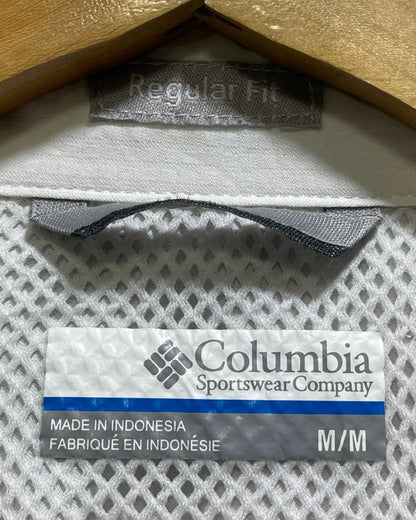 Regular Fit
Columbia
Sportswear Company
MADE IN INDONESIA
FABRIQUÉ EN INDONÉSIE
M/M